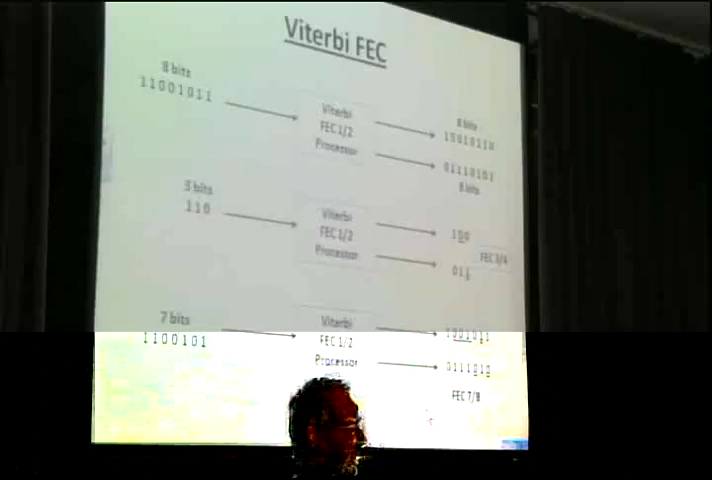 Viterbi FEC
8 bits
11001011
Viterbi
FEC 1/2
Processor
8 bits
10010110
01110101
8 bits
3 bits
110
Viterbi
FEC 1/2
Processor
100
011
FEC 3/4
7 bits
1100101
Viterbi
FEC 1/2
Processor
1001011
0111010
FEC 7/8